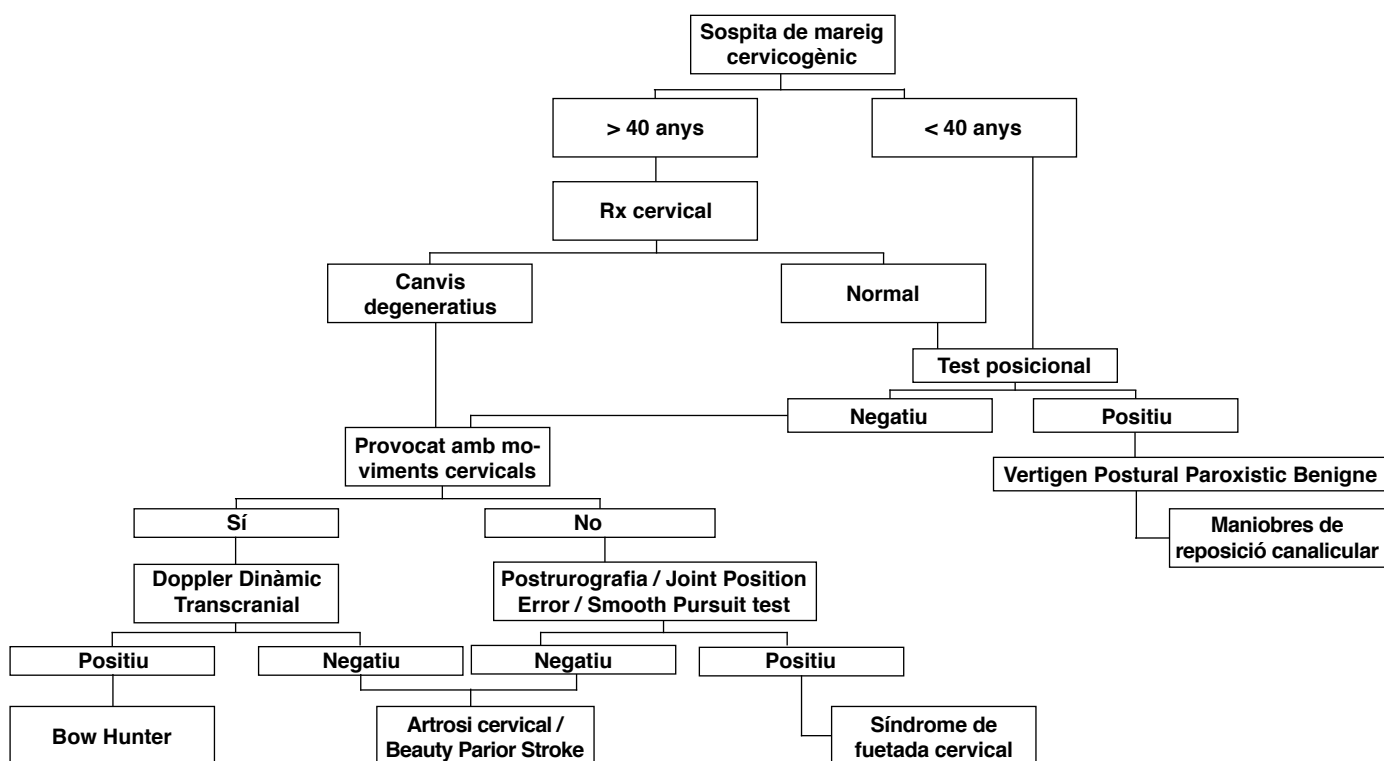 Sospita de mareig
cervicogènic
> 40 anys
< 40 anys
Rx cervical
Canvis
degeneratius
Normal
Test posicional
Negatiu
Positiu
Provocat amb mo-
viments cervicals
Vertigen Postural Paroxistic Benigne
Sí
No
Maniobres de
reposició canalicular
Doppler Dinàmic
Transcranial
Postrurografia / Joint Position
Error / Smooth Pursuit test
Positiu
Negatiu
Negatiu
Positiu
Bow Hunter
Artrosi cervical /
Beauty Parior Stroke
Síndrome de
fuetada cervical